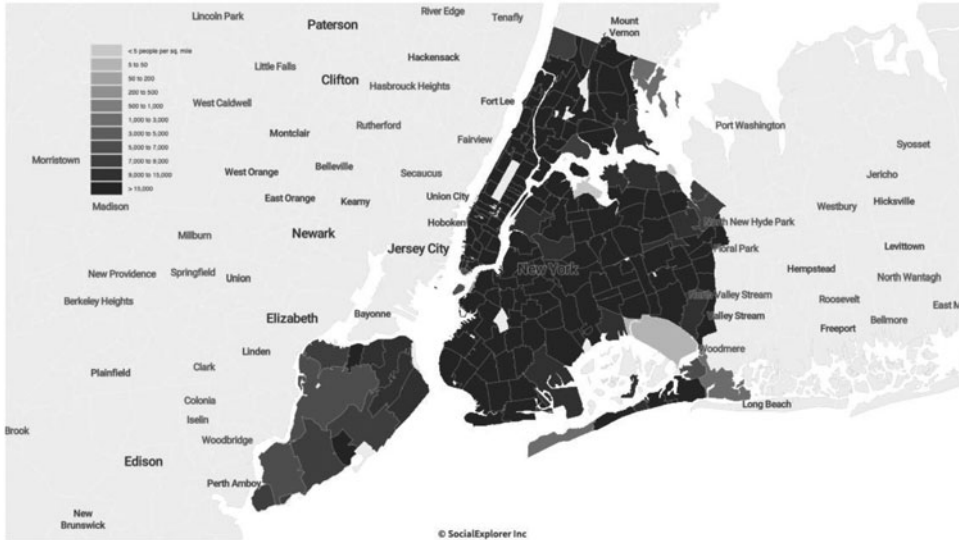 Lincoln Park
Paterson
River Edge
Tenafly
Mount
Vernon
< 5 people per sq. mile
5 to 50
50 to 200
200 to 500
500 to 1,000
1,000 to 3,000
3,000 to 5,000
5,000 to 7,000
7,000 to 9,000
9,000 to 15,000
> 15,000
Hackensack
Little Falls
Clifton
Hasbrouck Heights
West Caldwell
Fort Lee
Rutherford
Port Washington
Montclair
Fairview
Syosset
Morristown
Belleville
West Orange
Secaucus
Jericho
East Orange
Kearny
Union City
Westbury
Hicksville
Madison
Hoboken
North New Hyde Park
Millburn
Newark
Jersey City
Floral Park
Levittown
New Providence
Springfield
Union
New York
Hempstead
North Wantagh
Berkeley Heights
North Valley Stream
Roosevelt
East M
Elizabeth
Bayonne
Valley Stream
Freeport
Bellmore
Linden
Woodmere
Plainfield
Clark
Colonia
Long Beach
Iselin
Brook
Woodbridge
Edison
Perth Amboy
New
Brunswick
© SocialExplorer Inc